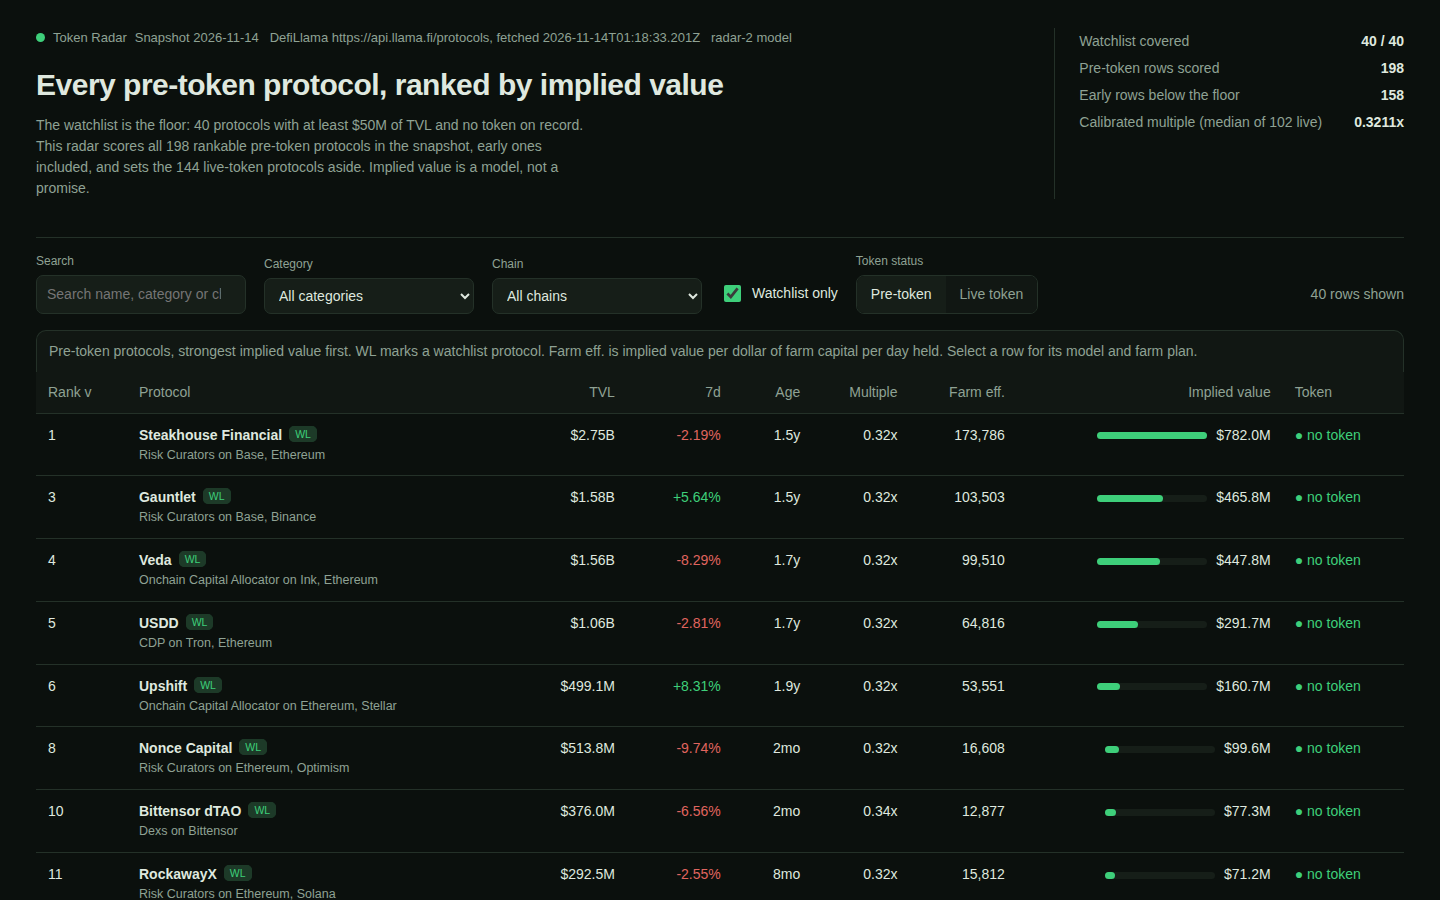 Token Radar Snapshot 2026-11-14 DefiLlama https://api.llama.fi/protocols, fetched 2026-11-14T01:18:33.201Z radar-2 model
Every pre-token protocol, ranked by implied value
The watchlist is the floor: 40 protocols with at least $50M of TVL and no token on record.
This radar scores all 198 rankable pre-token protocols in the snapshot, early ones
included, and sets the 144 live-token protocols aside. Implied value is a model, not a
promise.
Watchlist covered 40 / 40
Pre-token rows scored 198
Early rows below the floor 158
Calibrated multiple (median of 102 live) 0.3211x
Search
Category
Chain
Token status
Search name, category or cl
All categories
All chains
Watchlist only
Pre-token
Live token
40 rows shown
Pre-token protocols, strongest implied value first. WL marks a watchlist protocol. Farm eff. is implied value per dollar of farm capital per day held. Select a row for its model and farm plan.
Rank v Protocol TVL 7d Age Multiple Farm eff. Implied value Token
1 Steakhouse Financial WL $2.75B -2.19% 1.5y 0.32x 173,786 $782.0M no token
Risk Curators on Base, Ethereum
3 Gauntlet WL $1.58B +5.64% 1.5y 0.32x 103,503 $465.8M no token
Risk Curators on Base, Binance
4 Veda WL $1.56B -8.29% 1.7y 0.32x 99,510 $447.8M no token
Onchain Capital Allocator on Ink, Ethereum
5 USDD WL $1.06B -2.81% 1.7y 0.32x 64,816 $291.7M no token
CDP on Tron, Ethereum
6 Upshift WL $499.1M +8.31% 1.9y 0.32x 53,551 $160.7M no token
Onchain Capital Allocator on Ethereum, Stellar
8 Nonce Capital WL $513.8M -9.74% 2mo 0.32x 16,608 $99.6M no token
Risk Curators on Ethereum, Optimism
10 Bittensor dTAO WL $376.0M -6.56% 2mo 0.34x 12,877 $77.3M no token
Dexs on Bittensor
11 RockawayX WL $292.5M -2.55% 8mo 0.32x 15,812 $71.2M no token
Risk Curators on Ethereum, Solana